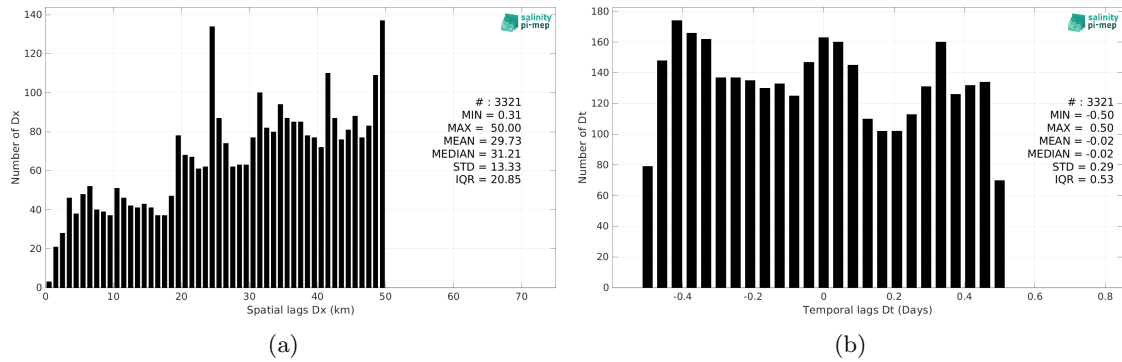 140
120
100
80
60
40
20
0
Number of Dx
0 10 20 30 40 50 60 70
Spatial lags Dx (km)
salinity
pi-mep
# : 3321
MIN = 0.31
MAX = 50.00
MEAN = 29.73
MEDIAN = 31.21
STD = 13.33
IQR = 20.85
(a)
180
160
140
120
100
80
60
40
20
0
Number of Dt
-0.4 -0.2 0 0.2 0.4 0.6 0.8
Temporal lags Dt (Days)
salinity
pi-mep
# : 3321
MIN = -0.50
MAX = 0.50
MEAN = -0.02
MEDIAN = -0.02
STD = 0.29
IQR = 0.53
(b)